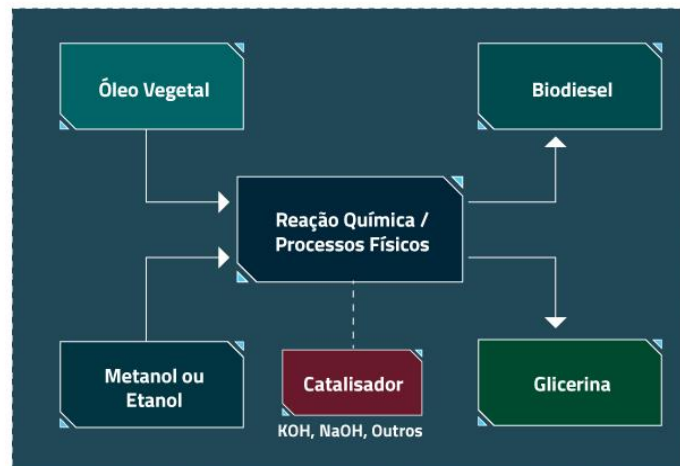 Óleo Vegetal
Biodiesel
Reação Química /
Processos Físicos
Metanol ou
Etanol
Catalisador
KOH, NaOH, Outros
Glicerina